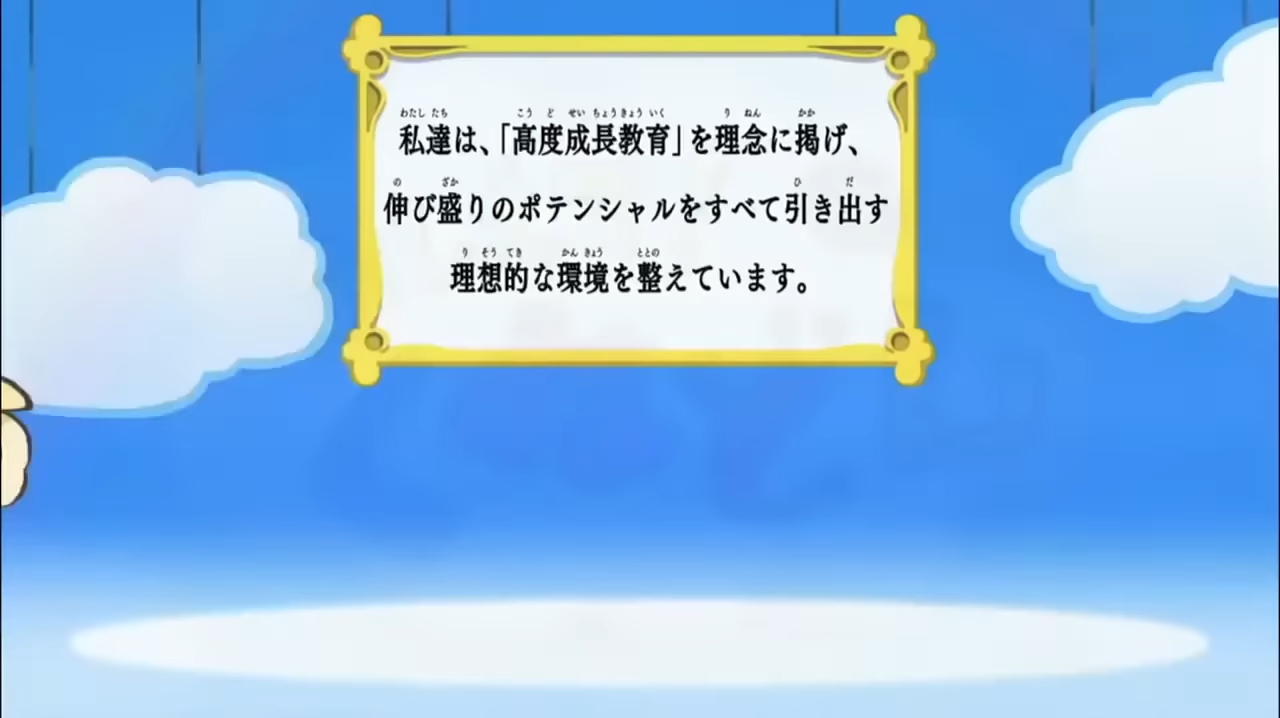 私達は、「高度成長教育」を理念に掲げ、
伸び盛りのポテンシャルをすべて引き出す
理想的な環境を整えています。